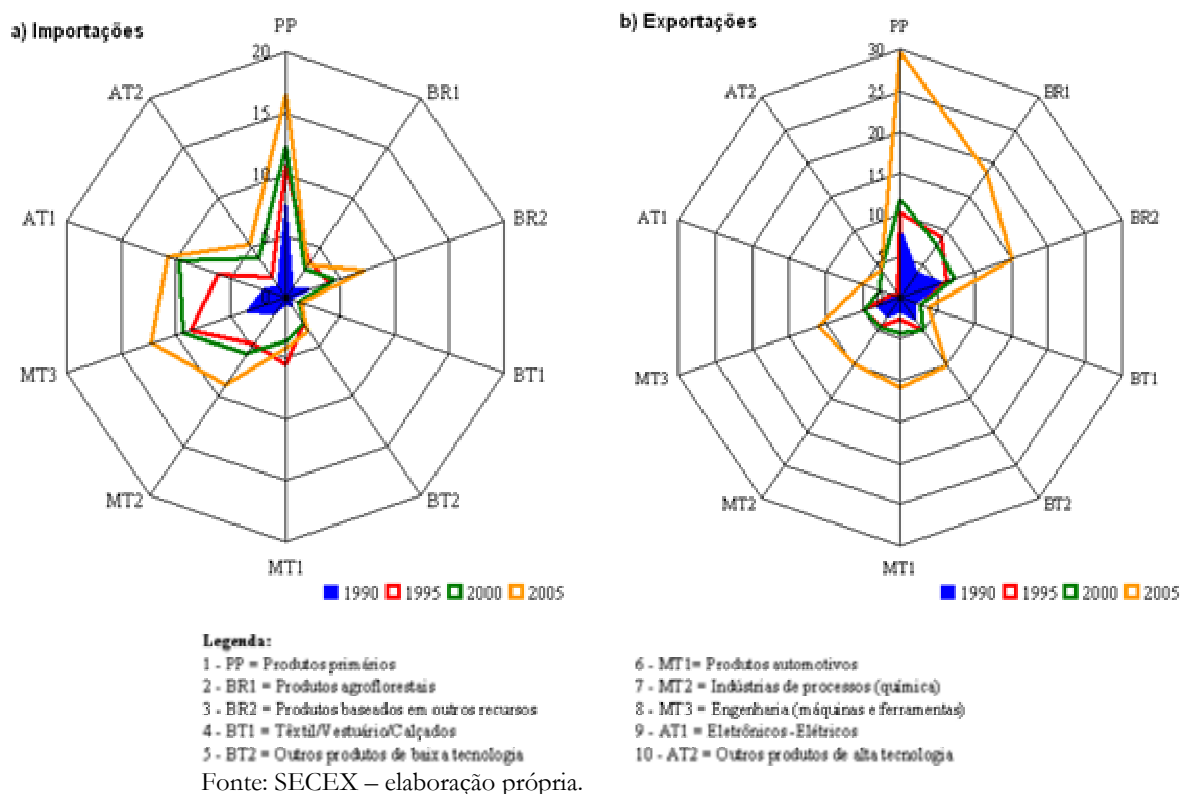 a) Importações
PP
20
15
10
5
0
BR1
BR2
BT1
BT2
MT1
MT2
MT3
AT1
AT2
1990 1995 2000 2005
b) Exportações
PP
30
25
20
15
10
5
BR1
BR2
BT1
BT2
MT1
MT2
MT3
AT1
AT2
1990 1995 2000 2005
Legenda:
1 - PP = Produtos primários
2 - BR1 = Produtos agroflorestais
3 - BR2 = Produtos baseados em outros recursos
4 - BT1 = Têxtil/Vestuário/Calçados
5 - BT2 = Outros produtos de baixa tecnologia
6 - MT1= Produtos automotivos
7 - MT2 = Indústrias de processos (química)
8 - MT3 = Engenharia (máquinas e ferramentas)
9 - AT1 = Eletrônicos-Elétricos
10 - AT2 = Outros produtos de alta tecnologia
Fonte: SECEX – elaboração própria.